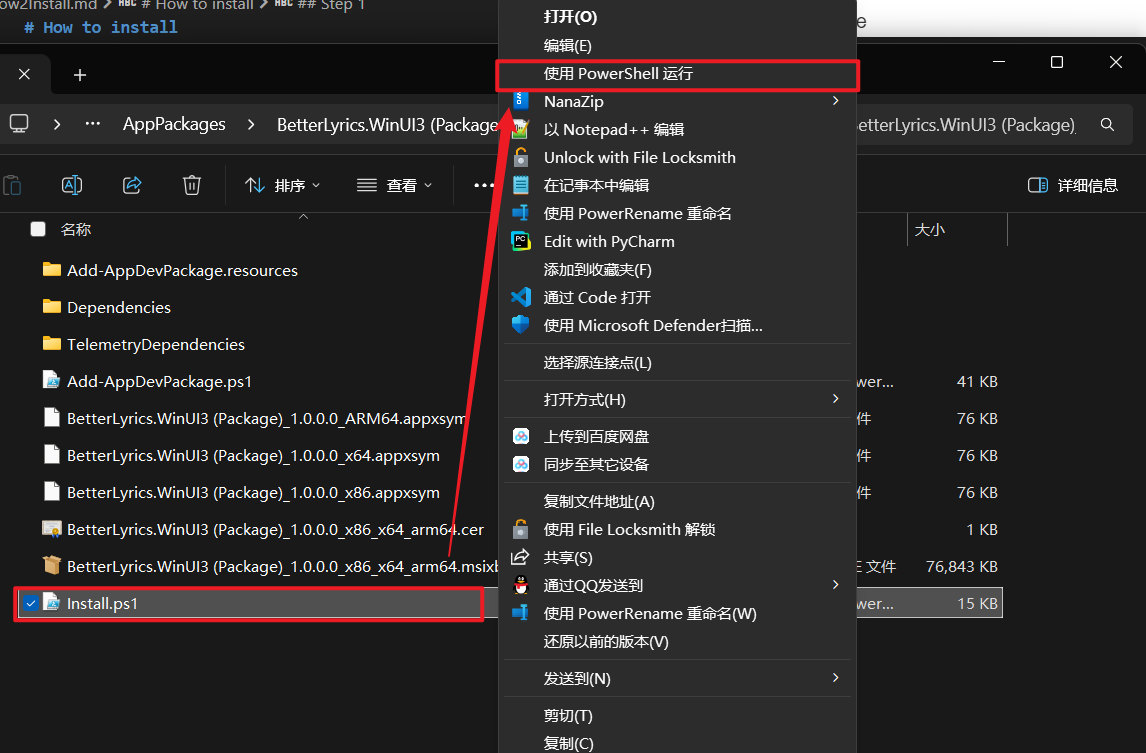 ow2Install.md > # How to install > ## Step 1
# How to install
e
AppPackages > BetterLyrics.WinUI3 (Package
etterLyrics.WinUI3 (Package)
排序
查看
详细信息
名称
大小
Add-AppDevPackage.resources
Dependencies
TelemetryDependencies
Add-AppDevPackage.ps1
wer... 41 KB
BetterLyrics.WinUI3 (Package)_1.0.0.0_ARM64.appxsym
件 76 KB
BetterLyrics.WinUI3 (Package)_1.0.0.0_x64.appxsym
件 76 KB
BetterLyrics.WinUI3 (Package)_1.0.0.0_x86.appxsym
件 76 KB
BetterLyrics.WinUI3 (Package)_1.0.0.0_x86_x64_arm64.cer
1 KB
BetterLyrics.WinUI3 (Package)_1.0.0.0_x86_x64_arm64.msixb
E 文件 76,843 KB
Install.ps1
wer... 15 KB
打开(O)
编辑(E)
使用 PowerShell 运行
NanaZip
以 Notepad++ 编辑
Unlock with File Locksmith
在记事本中编辑
使用 PowerRename 重命名
Edit with PyCharm
添加到收藏夹(F)
通过 Code 打开
使用 Microsoft Defender扫描...
选择源连接点(L)
打开方式(H)
上传到百度网盘
同步至其它设备
复制文件地址(A)
使用 File Locksmith 解锁
共享(S)
通过QQ发送到
使用 PowerRename 重命名(W)
还原以前的版本(V)
发送到(N)
剪切(T)
复制(C)